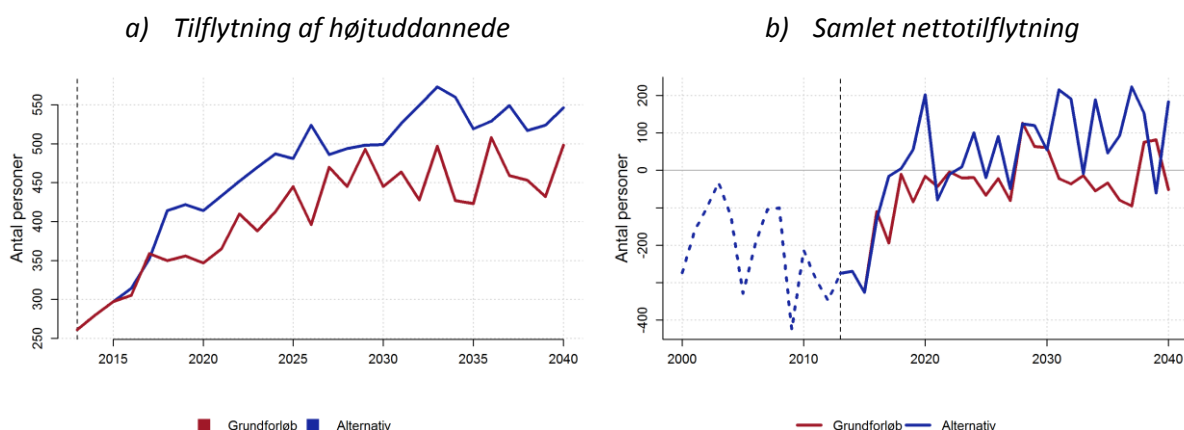 a) Tilflytning af højtuddannede
Antal personer
550
500
450
400
350
300
250
2015 2020 2025 2030 2035 2040
Grundforløb Alternativ
b) Samlet nettotilflytning
Antal personer
200
100
0
-200
-400
2000 2010 2020 2030 2040
Grundforløb Alternativ